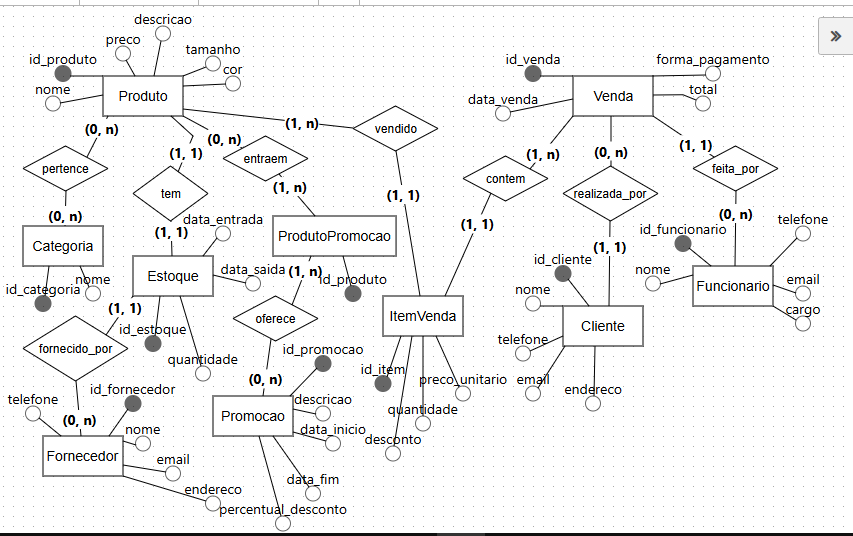 descricao
preco
id_produto
tamanho
cor
nome
Produto
(0, n)
(1, 1)
(0, n)
(1, n)
vendido
pertence
entraem
tem
(1, n)
(1, 1)
(0, n)
(1, 1)
data_entrada
Categoria
ProdutoPromocao
Estoque
data_saida
(1, n)
id_produto
id_categoria
nome
(1, 1)
id_estoque
fornecido_por
quantidade
oferece
ItemVenda
id_promocao
id_item
preco_unitario
quantidade
desconto
(0, n)
id_fornecedor
telefone
(0, n)
nome
Fornecedor
email
endereco
Promocao
descricao
data_inicio
data_fim
percentual_desconto
id_venda
forma_pagamento
data_venda
Venda
total
(1, n)
(0, n)
(1, 1)
contem
realizada_por
feita_por
(1, 1)
(1, 1)
(0, n)
id_funcionario
telefone
id_cliente
nome
Funcionario
email
cargo
nome
Cliente
telefone
email
endereco